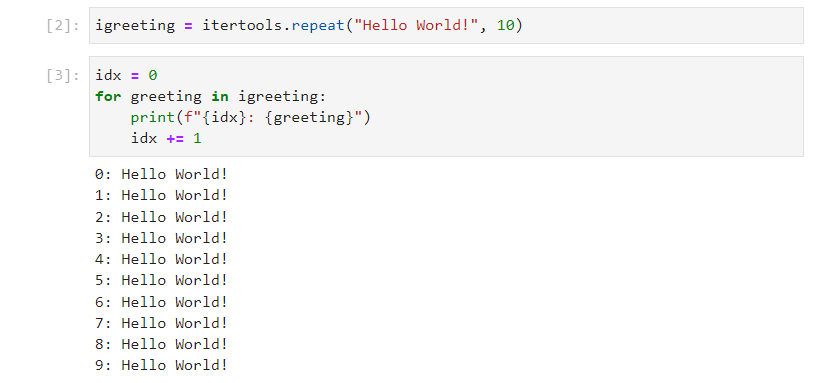 [2]: igreeting = itertools.repeat("Hello World!", 10)
[3]: idx = 0
for greeting in igreeting:
    print(f"{idx}: {greeting}")
    idx += 1
0: Hello World!
1: Hello World!
2: Hello World!
3: Hello World!
4: Hello World!
5: Hello World!
6: Hello World!
7: Hello World!
8: Hello World!
9: Hello World!